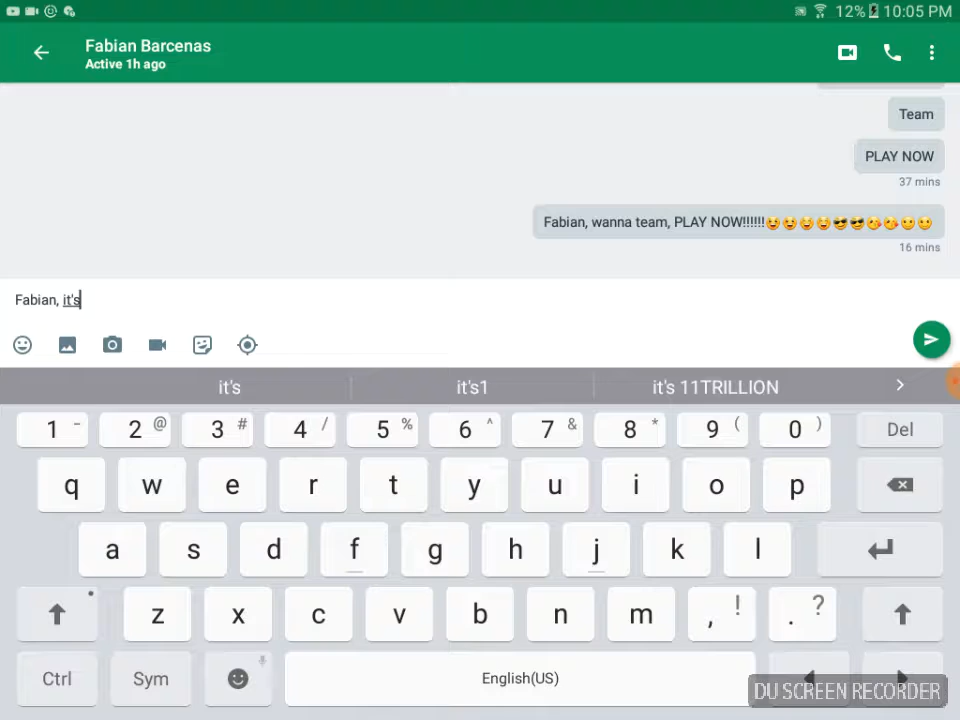 12% 10:05 PM
Fabian Barcenas
Active 1h ago
Team
PLAY NOW
37 mins
Fabian, wanna team, PLAY NOW!!!!!!😆😆😆😆😎😎😘😘😶😶
16 mins
Fabian, it's
it's it's1 it's 11TRILLION
1 - 2 @ 3 # 4 / 5 % 6 ^ 7 & 8 * 9 ( 0 ) Del
q w e r t y u i o p
a s d f g h j k l
z x c v b n m , ! . ?
Ctrl Sym English(US)
DU SCREEN RECORDER